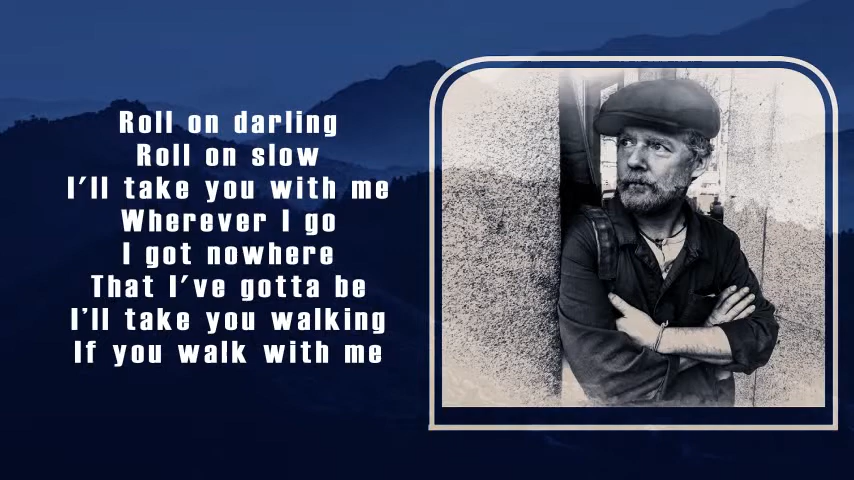 Roll on darling
Roll on slow
I'll take you with me
Wherever I go
I got nowhere
That I've gotta be
I'll take you walking
If you walk with me